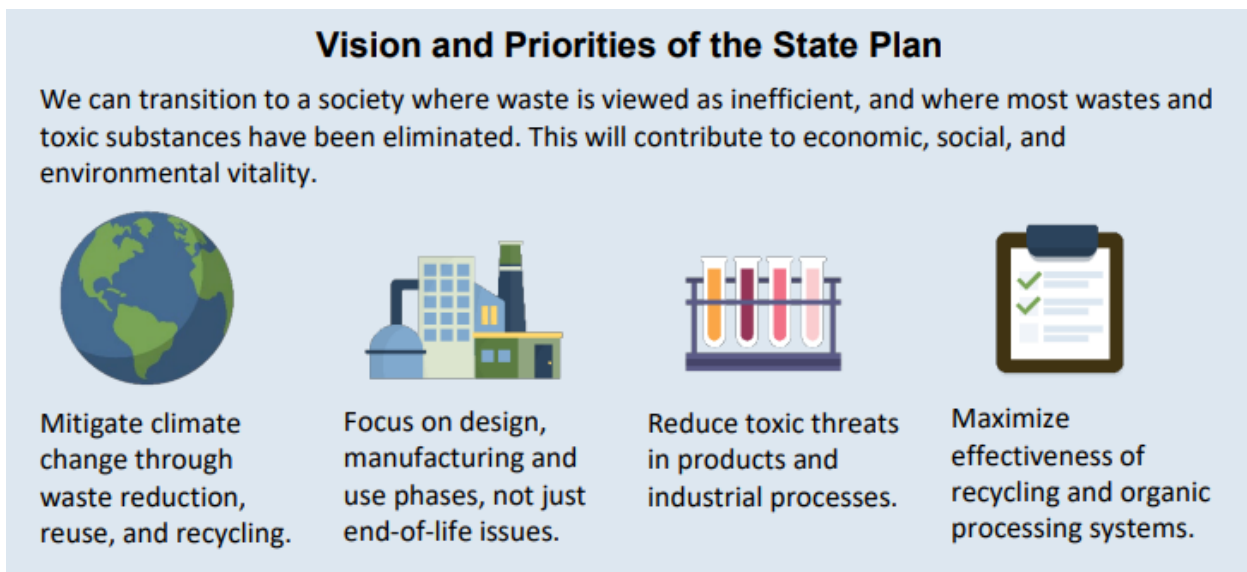 Vision and Priorities of the State Plan
We can transition to a society where waste is viewed as inefficient, and where most wastes and
toxic substances have been eliminated. This will contribute to economic, social, and
environmental vitality.
Mitigate climate
change through
waste reduction,
reuse, and recycling.
Focus on design,
manufacturing and
use phases, not just
end-of-life issues.
Reduce toxic threats
in products and
industrial processes.
Maximize
effectiveness of
recycling and organic
processing systems.